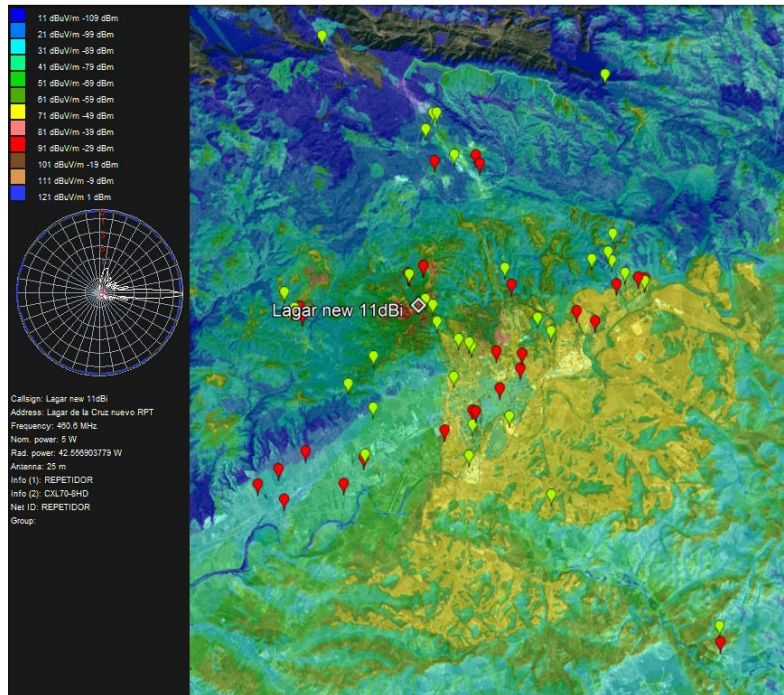 11 dBuV/m -109 dBm
21 dBuV/m -99 dBm
31 dBuV/m -89 dBm
41 dBuV/m -79 dBm
51 dBuV/m -69 dBm
61 dBuV/m -59 dBm
71 dBuV/m -49 dBm
81 dBuV/m -39 dBm
91 dBuV/m -29 dBm
101 dBuV/m -19 dBm
111 dBuV/m -9 dBm
121 dBuV/m 1 dBm
Lagar new 11dBi
Callsign: Lagar new 11dBi
Address: Lagar de la Cruz nuevo RPT
Frequency: 460.6 MHz
Nom. power: 5 W
Rad. power: 42.556903779 W
Antenna: 25 m
Info (1): REPETIDOR
Info (2): CXL70-8HD
Net ID: REPETIDOR
Group: